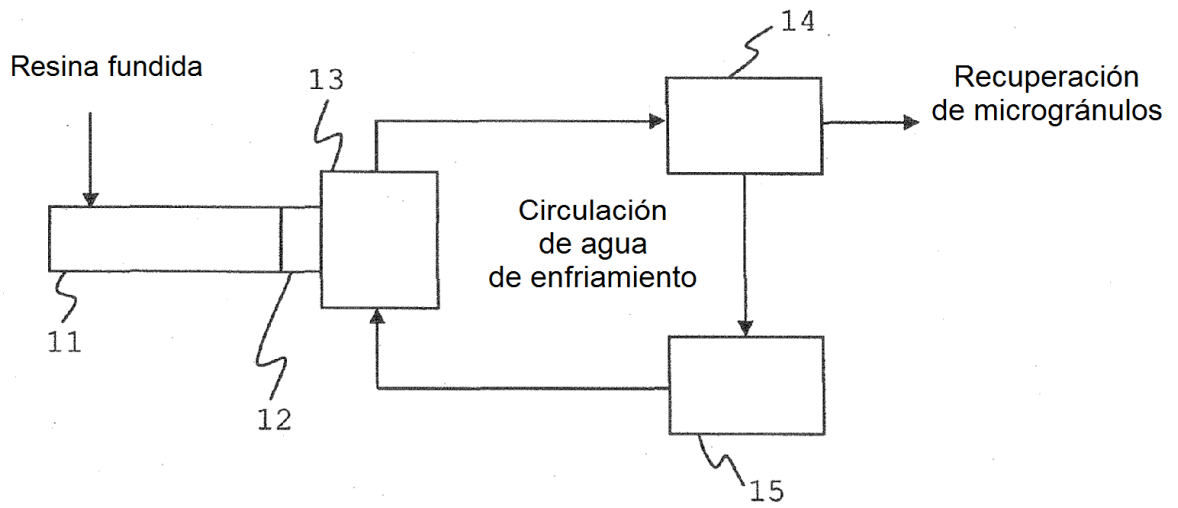 14
Resina fundida
13
Recuperación
de microgránulos
Circulación
de agua
de enfriamiento
11
12
15